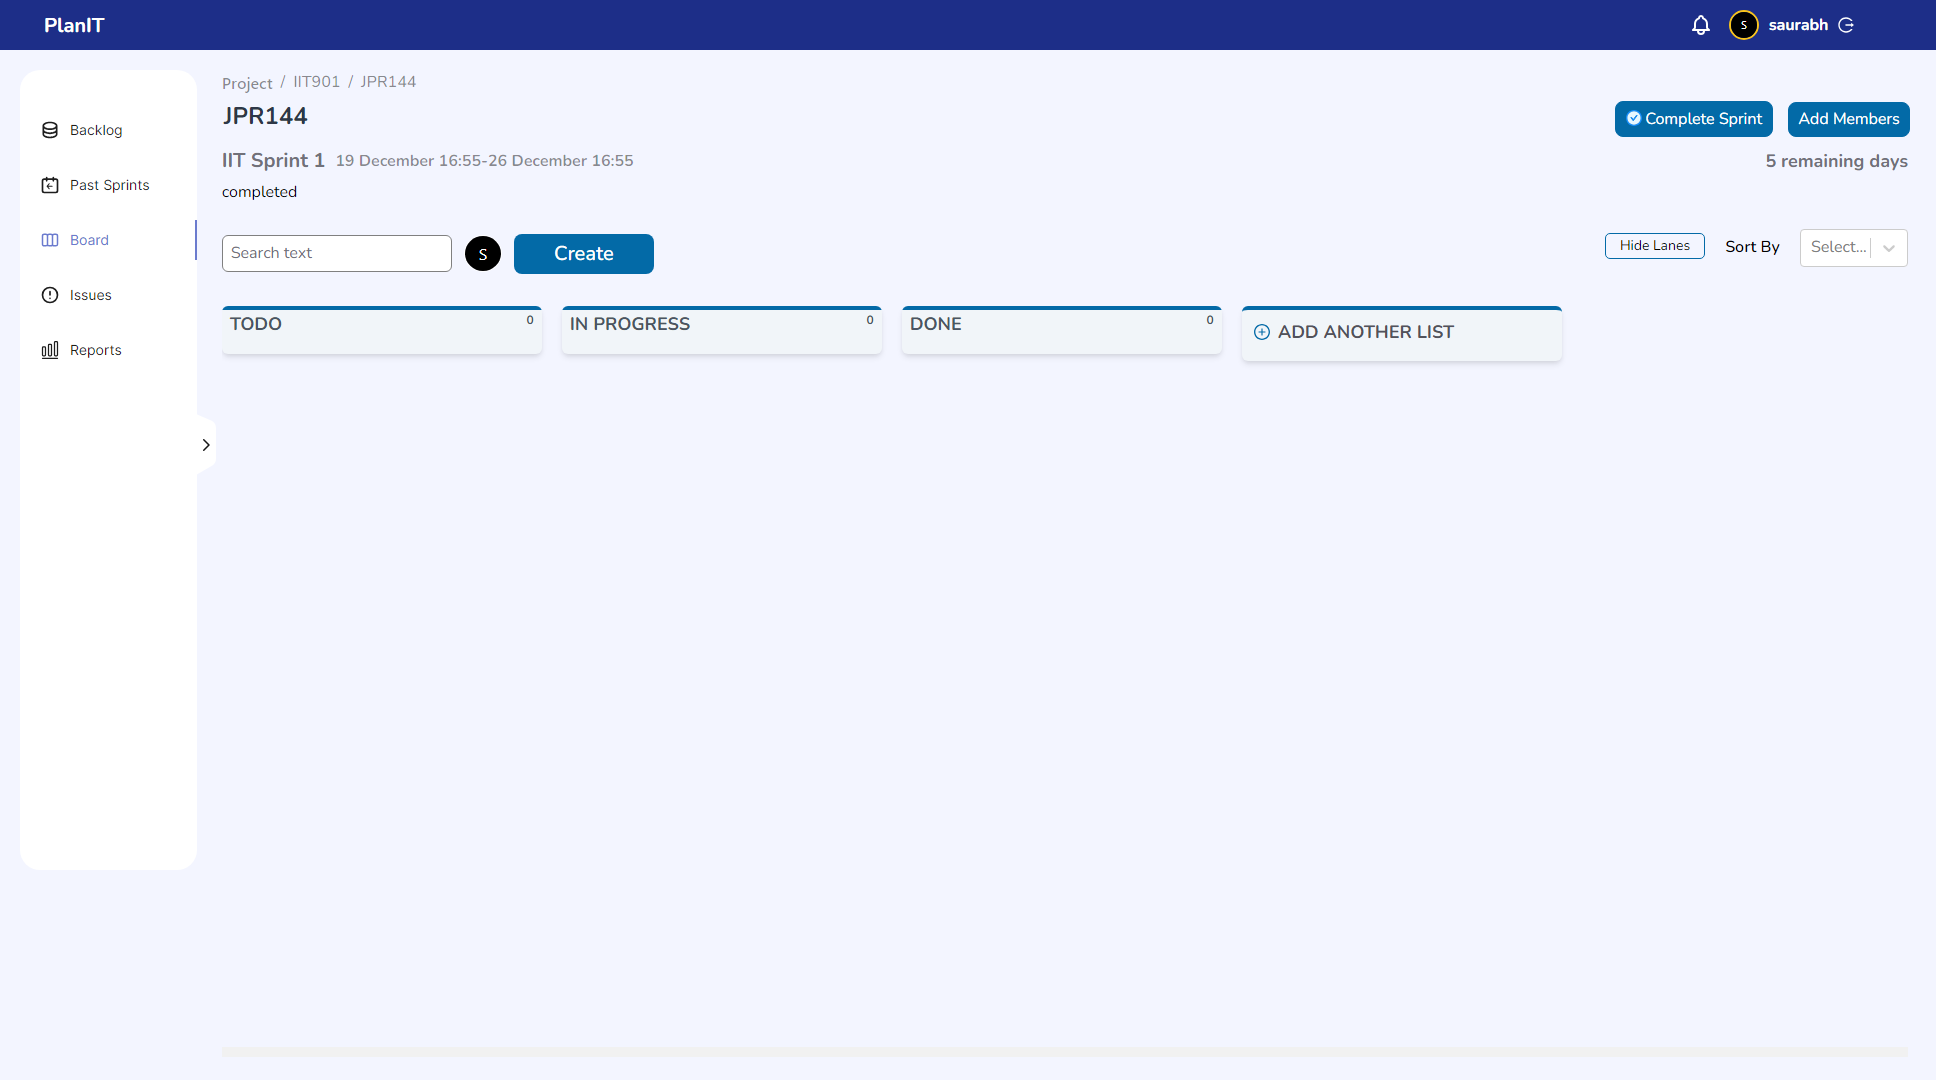 PlanIT
S saurabh
Backlog
Past Sprints
Board
Issues
Reports
Project / IIT901 / JPR144
JPR144
Complete Sprint
Add Members
IIT Sprint 1 19 December 16:55-26 December 16:55
5 remaining days
completed
Search text
S
Create
Hide Lanes
Sort By
Select...
TODO 0
IN PROGRESS 0
DONE 0
ADD ANOTHER LIST